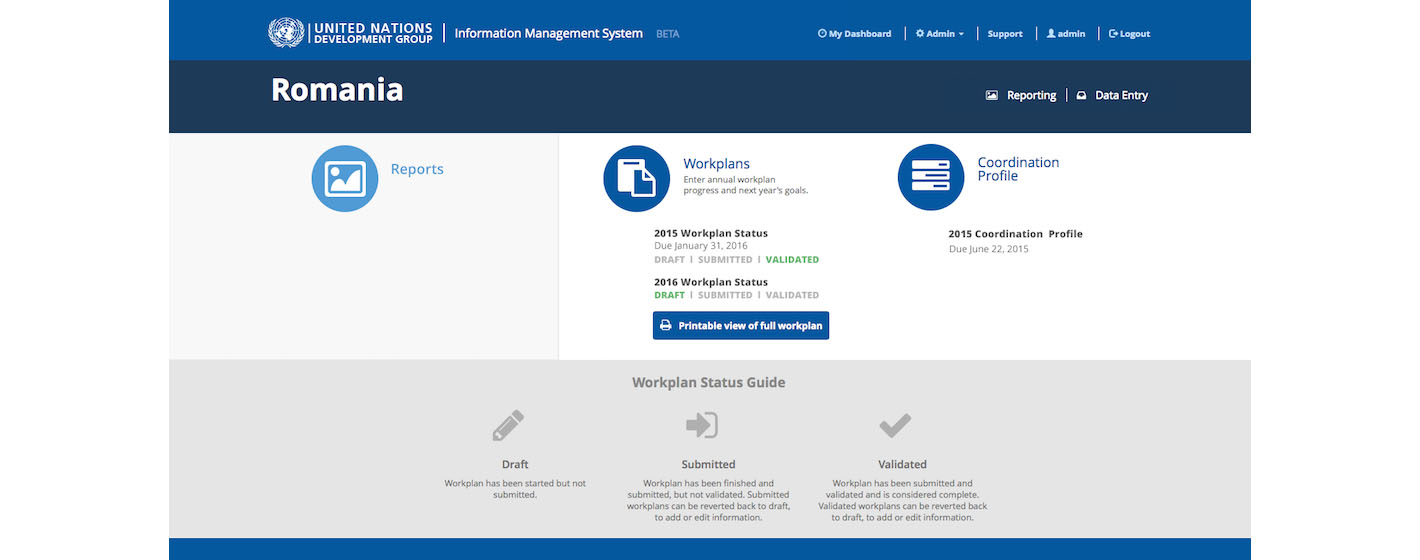 UNITED NATIONS
DEVELOPMENT GROUP
Information Management System BETA
My Dashboard | Admin | Support | admin | Logout
Romania
Reporting | Data Entry
Reports
Workplans
Enter annual workplan
progress and next year's goals.
2015 Workplan Status
Due January 31, 2016
DRAFT | SUBMITTED | VALIDATED
2016 Workplan Status
DRAFT | SUBMITTED | VALIDATED
Printable view of full workplan
Coordination
Profile
2015 Coordination Profile
Due June 22, 2015
Workplan Status Guide
Draft
Workplan has been started but not
submitted.
Submitted
Workplan has been finished and
submitted, but not validated. Submitted
workplans can be reverted back to draft,
to add or edit information.
Validated
Workplan has been submitted and
validated and is considered complete.
Validated workplans can be reverted back
to draft, to add or edit information.